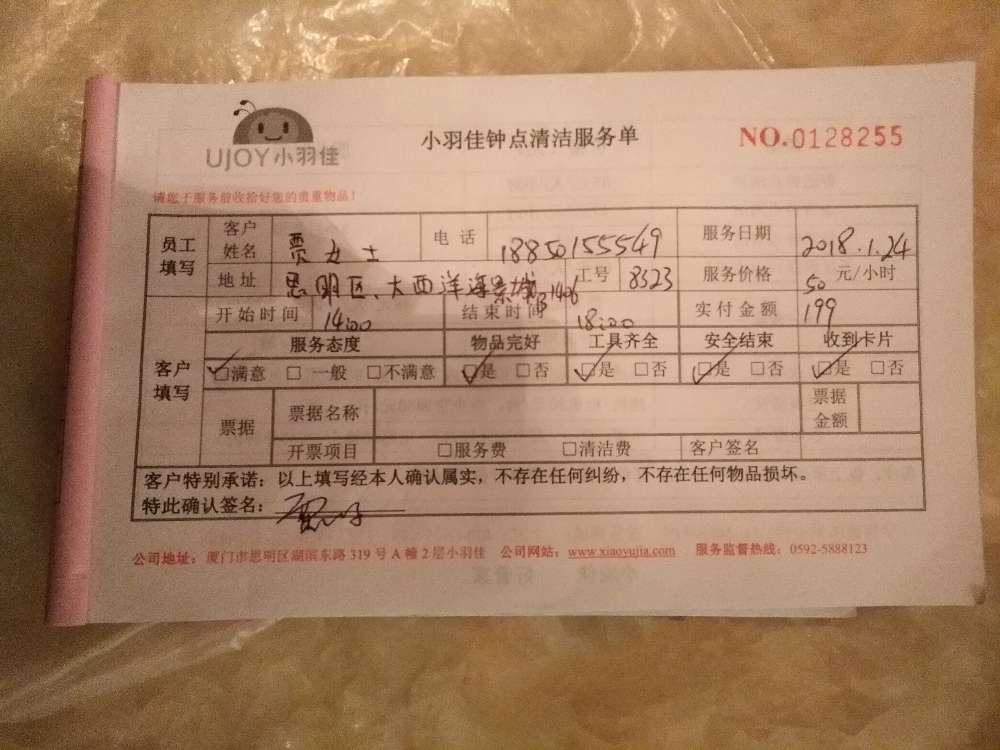 UJOY小羽佳
小羽佳钟点清洁服务单
NO.0128255
请您于服务前收拾好您的贵重物品！
员工填写 客户姓名 贾女士 电话 18850155549 服务日期 2018.1.24
地址 思明区、大西洋海景城 1406 工号 8323 服务价格 50 元/小时
开始时间 14:00 结束时间 18:00 实付金额 199
客户填写 服务态度 物品完好 工具齐全 安全结束 收到卡片
☑满意 □ 一般 □不满意 ☑是 □否 ☑是 □否 ☑是 □否 ☑是 □否
票据 票据名称 票据金额
开票项目 □服务费 □清洁费 客户签名
客户特别承诺：以上填写经本人确认属实，不存在任何纠纷，不存在任何物品损坏。
特此确认签名：
公司地址：厦门市思明区湖滨东路 319 号 A 幢 2 层小羽佳 公司网站：www.xiaoyujia.com 服务监督热线：0592-5888123